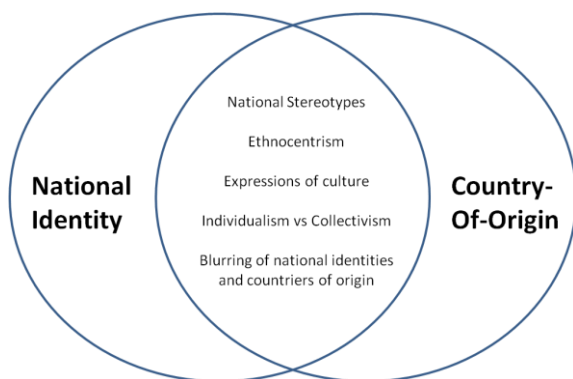 National Stereotypes
Ethnocentrism
Expressions of culture
Individualism vs Collectivism
Blurring of national identities
and countriers of origin
National
Identity
Country-
Of-Origin